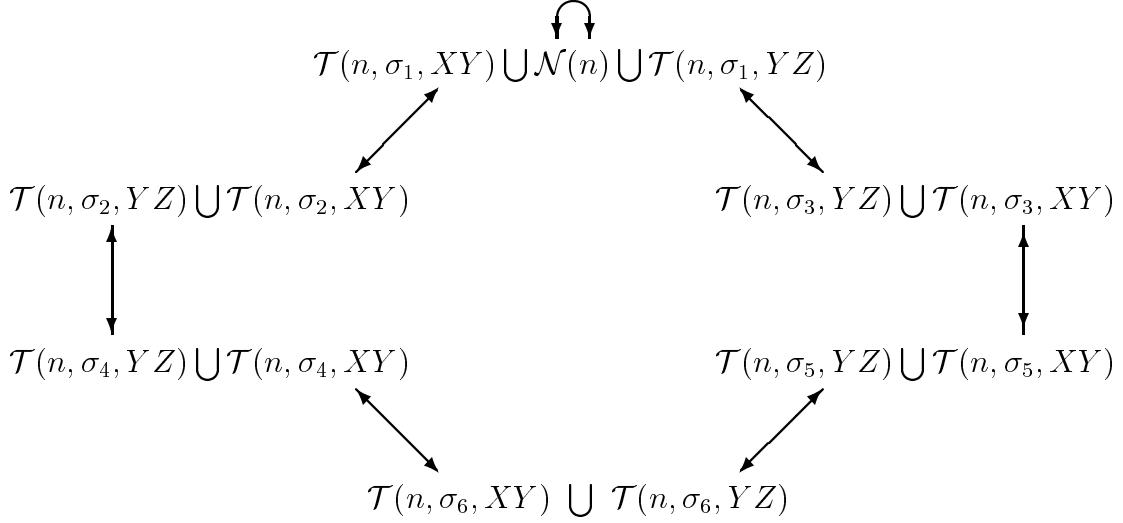 𝒯(n, σ₁, XY) ⋃ 𝒩(n) ⋃ 𝒯(n, σ₁, YZ)
𝒯(n, σ₂, YZ) ⋃ 𝒯(n, σ₂, XY)
𝒯(n, σ₃, YZ) ⋃ 𝒯(n, σ₃, XY)
𝒯(n, σ₄, YZ) ⋃ 𝒯(n, σ₄, XY)
𝒯(n, σ₅, YZ) ⋃ 𝒯(n, σ₅, XY)
𝒯(n, σ₆, XY) ⋃ 𝒯(n, σ₆, YZ)